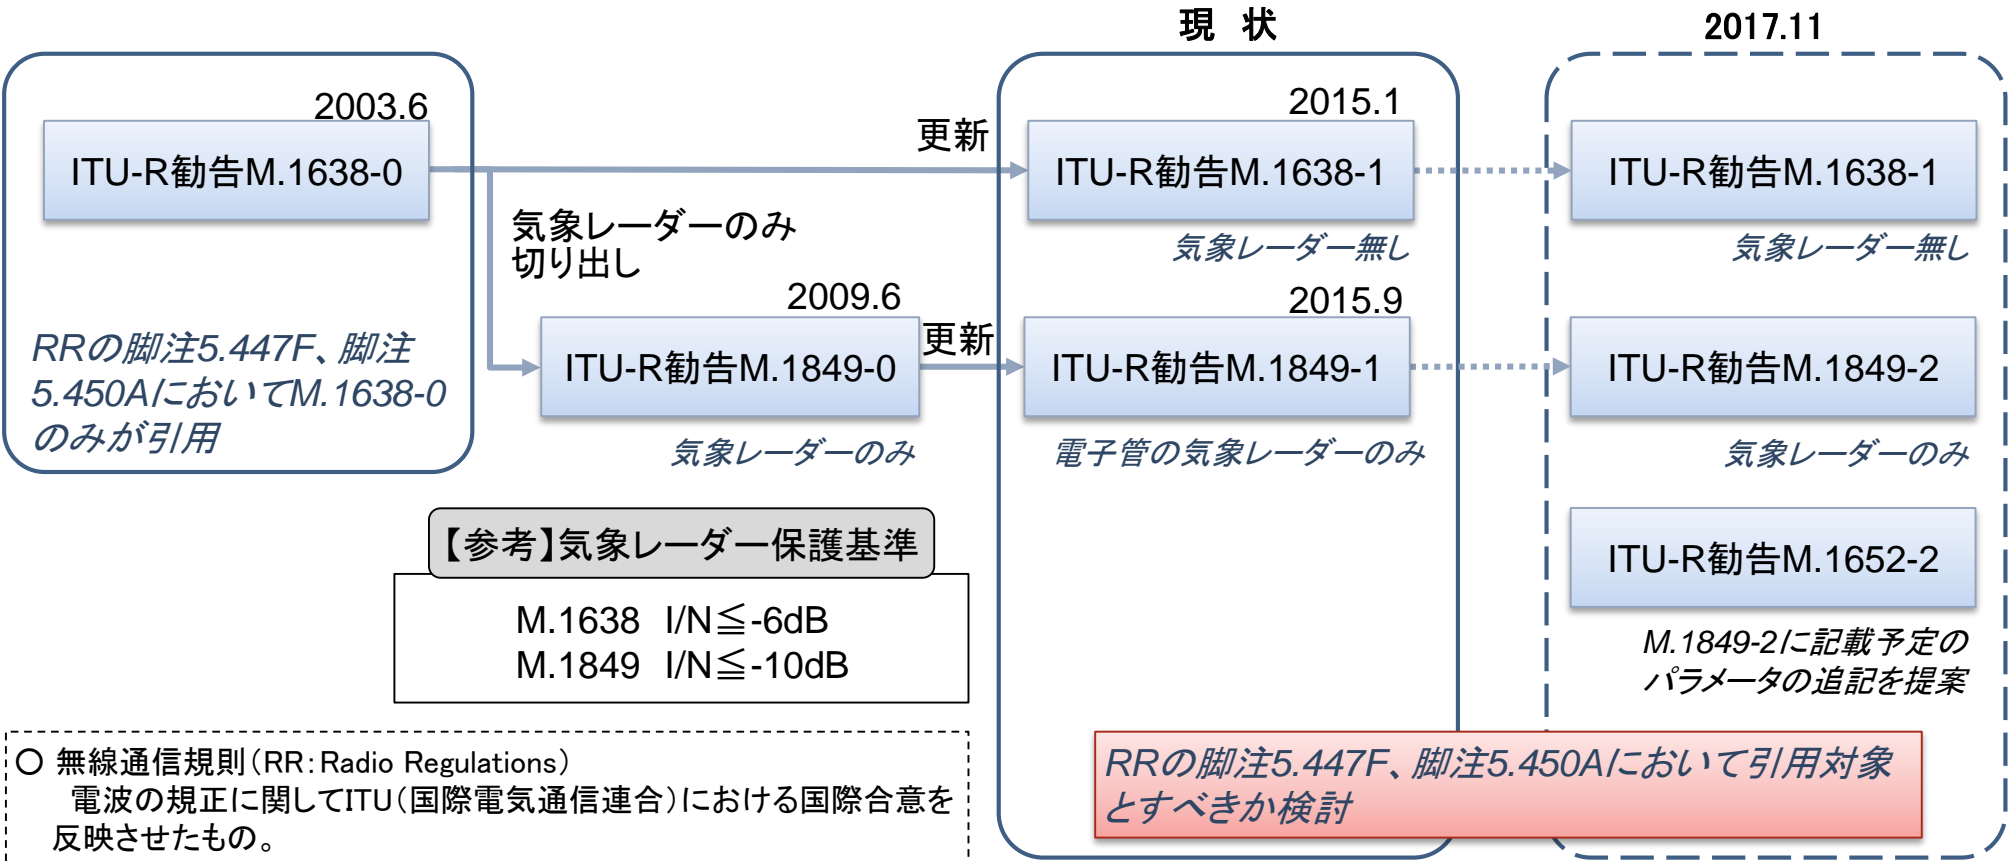 現 状
2017.11
2003.6
ITU-R勧告M.1638-0
更新
2015.1
ITU-R勧告M.1638-1
気象レーダー無し
ITU-R勧告M.1638-1
気象レーダー無し
気象レーダーのみ
切り出し
RRの脚注5.447F、脚注
5.450AにおいてM.1638-0
のみが引用
2009.6
ITU-R勧告M.1849-0
気象レーダーのみ
更新
2015.9
ITU-R勧告M.1849-1
電子管の気象レーダーのみ
ITU-R勧告M.1849-2
気象レーダーのみ
ITU-R勧告M.1652-2
M.1849-2に記載予定の
パラメータの追記を提案
【参考】気象レーダー保護基準
M.1638 I/N≦-6dB
M.1849 I/N≦-10dB
RRの脚注5.447F、脚注5.450Aにおいて引用対象
とすべきか検討
〇 無線通信規則(RR:Radio Regulations)
電波の規正に関してITU(国際電気通信連合)における国際合意を
反映させたもの。